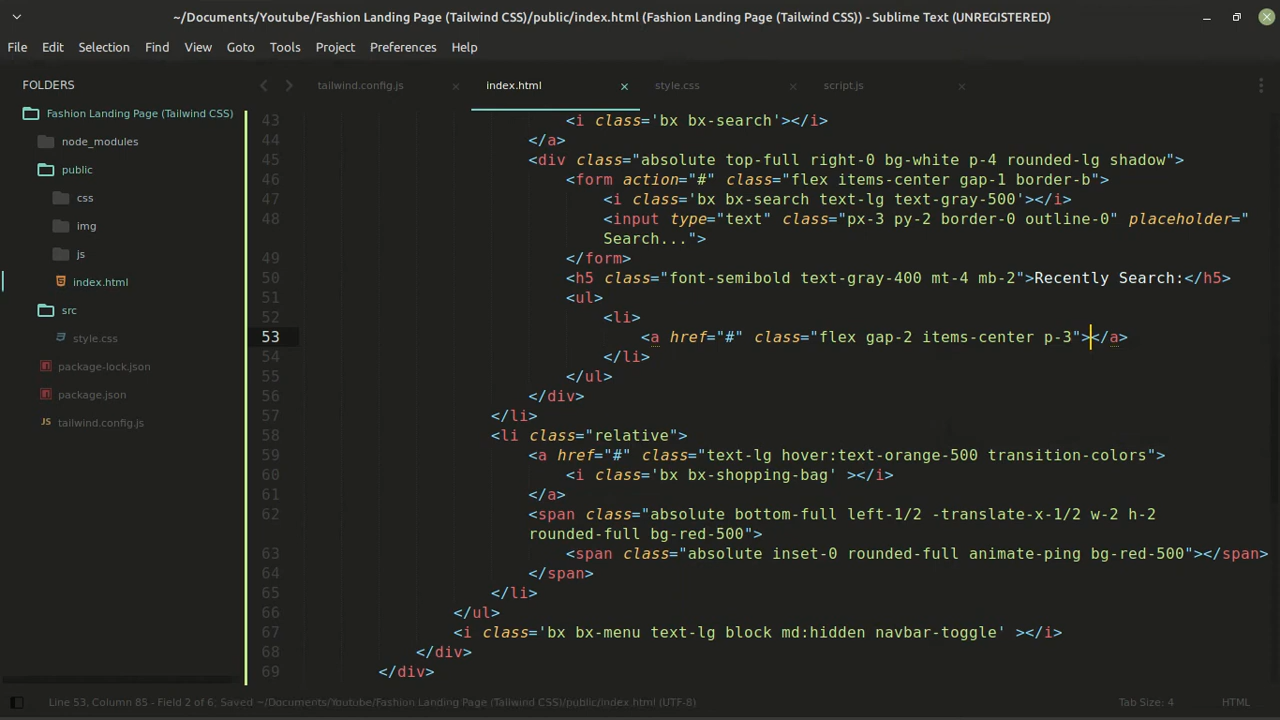 ~/Documents/Youtube/Fashion Landing Page (Tailwind CSS)/public/index.html (Fashion Landing Page (Tailwind CSS)) - Sublime Text (UNREGISTERED)
File Edit Selection Find View Goto Tools Project Preferences Help
FOLDERS
Fashion Landing Page (Tailwind CSS)
node_modules
public
css
img
js
index.html
src
style.css
package-lock.json
package.json
JS tailwind.config.js
tailwind.config.js × index.html × style.css × script.js ×
43 <i class='bx bx-search'></i>
44 </a>
45 <div class="absolute top-full right-0 bg-white p-4 rounded-lg shadow">
46 <form action="#" class="flex items-center gap-1 border-b">
47 <i class='bx bx-search text-lg text-gray-500'></i>
48 <input type="text" class="px-3 py-2 border-0 outline-0" placeholder="
Search...">
49 </form>
50 <h5 class="font-semibold text-gray-400 mt-4 mb-2">Recently Search:</h5>
51 <ul>
52 <li>
53 <a href="#" class="flex gap-2 items-center p-3"></a>
54 </li>
55 </ul>
56 </div>
57 </li>
58 <li class="relative">
59 <a href="#" class="text-lg hover:text-orange-500 transition-colors">
60 <i class='bx bx-shopping-bag' ></i>
61 </a>
62 <span class="absolute bottom-full left-1/2 -translate-x-1/2 w-2 h-2
rounded-full bg-red-500">
63 <span class="absolute inset-0 rounded-full animate-ping bg-red-500"></span>
64 </span>
65 </li>
66 </ul>
67 <i class='bx bx-menu text-lg block md:hidden navbar-toggle' ></i>
68 </div>
69 </div>
Line 53, Column 85 - Field 2 of 6; Saved ~/Documents/Youtube/Fashion Landing Page (Tailwind CSS)/public/index.html (UTF-8) Tab Size: 4 HTML